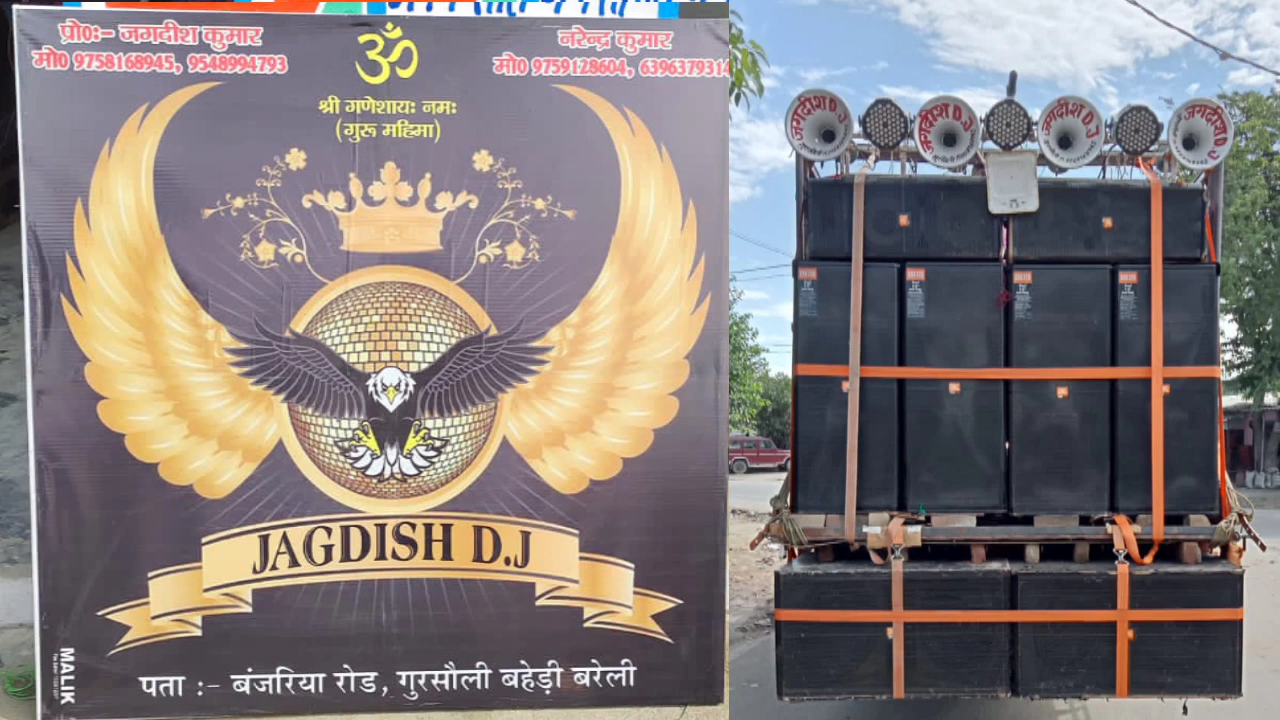 प्रो०:- जगदीश कुमार
मो0 9758168945, 9548994793
ॐ
श्री गणेशायः नमः
(गुरू महिमा)
नरेन्द्र कुमार
मो0 9759128604, 6396379314
JAGDISH D.J
पता :- बंजरिया रोड, गुरसौली बहेड़ी बरेली
MALIK
जगदीश D.J
जगदीश D.J
जगदीश D.J
जगदीश D.J